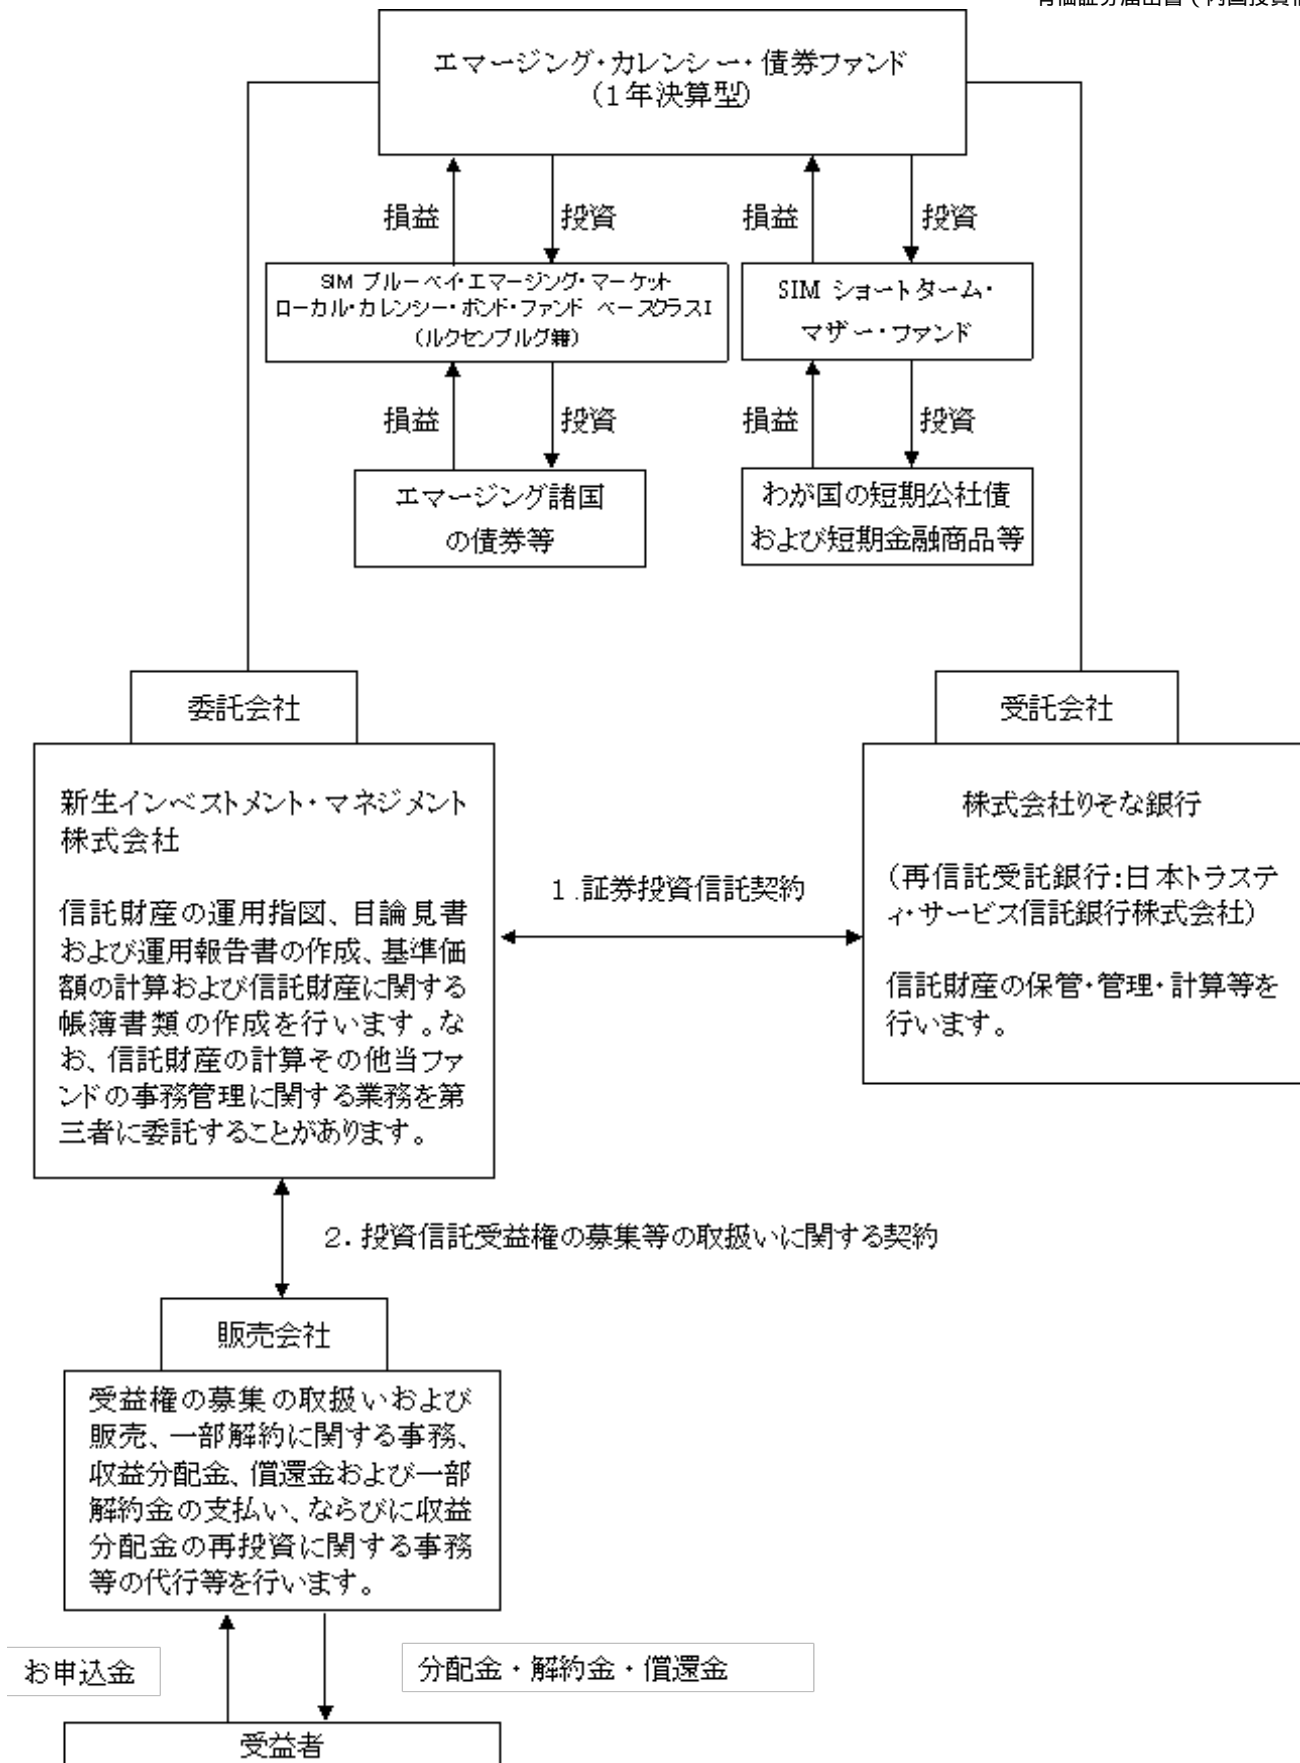 エマージング・カレンシー・債券ファンド
(1年決算型)
損益
投資
損益
投資
SIM ブルーベイ・エマージング・マーケット
ローカル・カレンシー・ボンド・ファンド ベースクラスI
(ルクセンブルグ籍)
SIM ショートターム・
マザー・ファンド
損益
投資
損益
投資
エマージング諸国
の債券等
わが国の短期公社債
および短期金融商品等
委託会社
受託会社
新生インベストメント・マネジメント
株式会社
信託財産の運用指図、目論見書
および運用報告書の作成、基準価
額の計算および信託財産に関する
帳簿書類の作成を行います。な
お、信託財産の計算その他当ファ
ンドの事務管理に関する業務を第
三者に委託することがあります。
1.証券投資信託契約
株式会社りそな銀行
(再信託受託銀行:日本トラステ
ィ・サービス信託銀行株式会社)
信託財産の保管・管理・計算等を
行います。
2.投資信託受益権の募集等の取扱いに関する契約
販売会社
受益権の募集の取扱いおよび
販売、一部解約に関する事務、
収益分配金、償還金および一部
解約金の支払い、ならびに収益
分配金の再投資に関する事務
等の代行等を行います。
お申込金
分配金・解約金・償還金
受益者